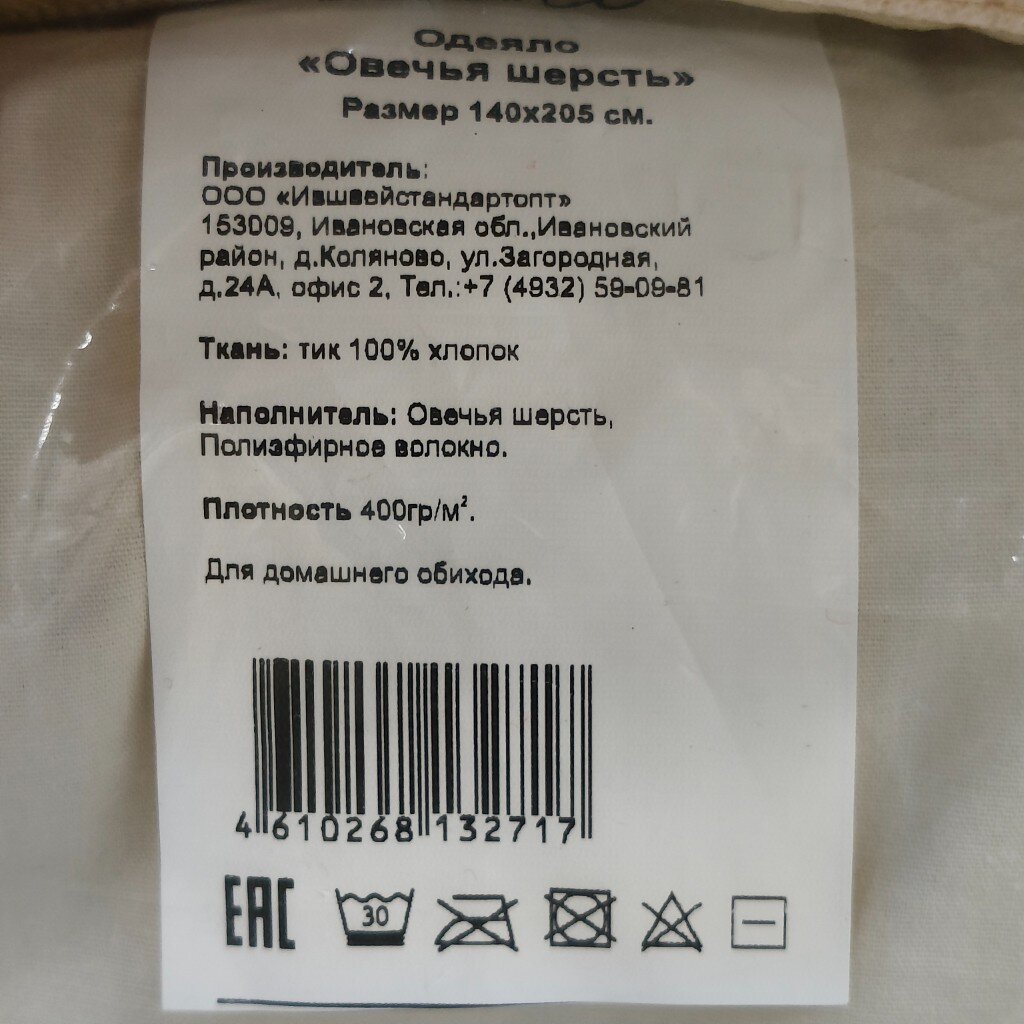 Одеяло
«Овечья шерсть»
Размер 140х205 см.
Производитель:
ООО «Ившвейстандартопт»
153009, Ивановская обл.,Ивановский
район, д.Коляново, ул.Загородная,
д.24А, офис 2, Тел.:+7 (4932) 59-09-81
Ткань: тик 100% хлопок
Наполнитель: Овечья шерсть,
Полиэфирное волокно.
Плотность 400гр/м².
Для домашнего обихода.
4 610268 132717
EAC 30